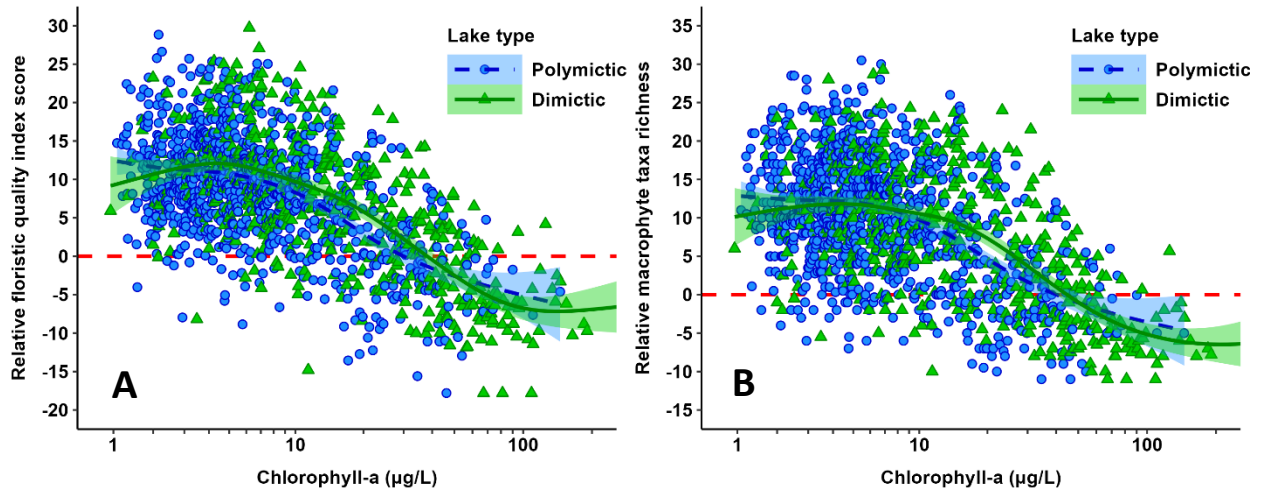 Relative floristic quality index score
30
25
20
15
10
5
0
-5
-10
-15
-20
Lake type
Polymictic
Dimictic
A
1
10
100
Chlorophyll-a (µg/L)
Relative macrophyte taxa richness
35
30
25
20
15
10
5
0
-5
-10
-15
Lake type
Polymictic
Dimictic
B
1
10
100
Chlorophyll-a (µg/L)